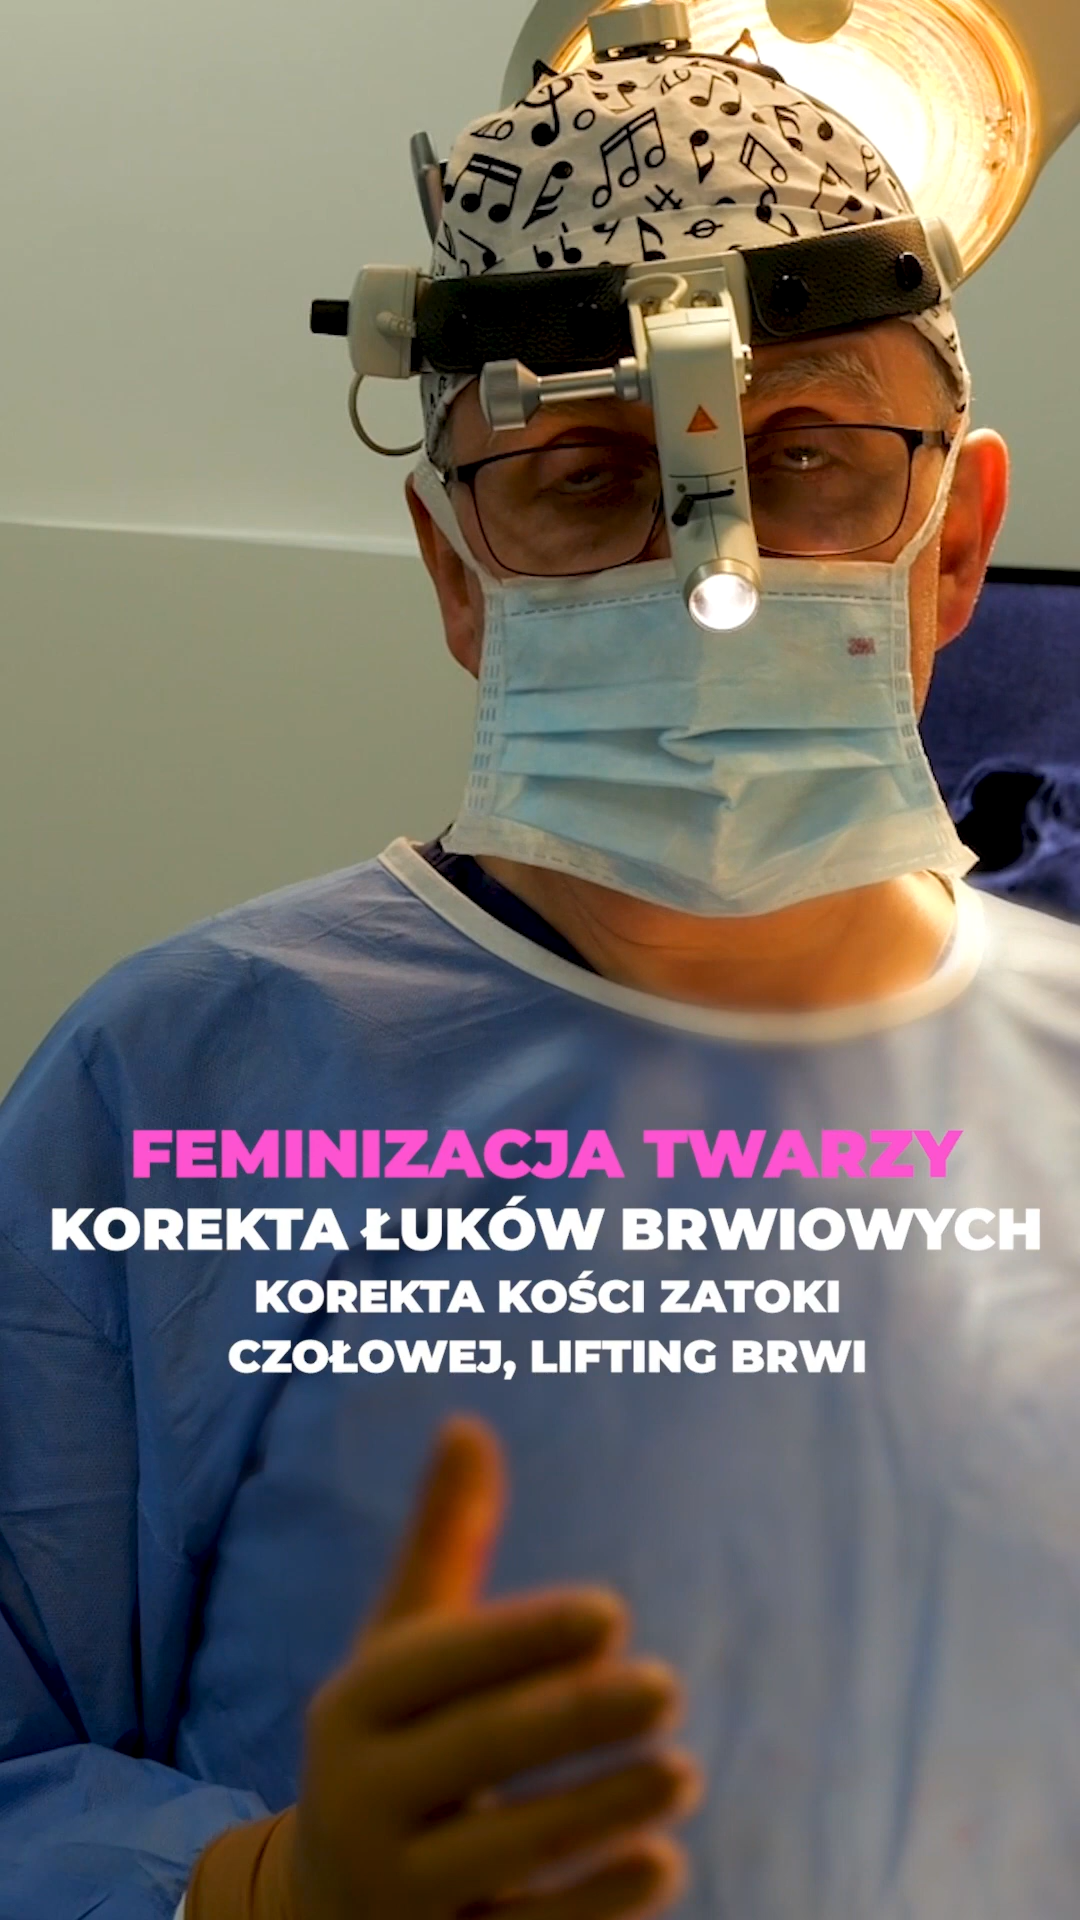 FEMINIZACJA TWARZY
KOREKTA ŁUKÓW BRWIOWYCH
KOREKTA KOŚCI ZATOKI
CZOŁOWEJ, LIFTING BRWI